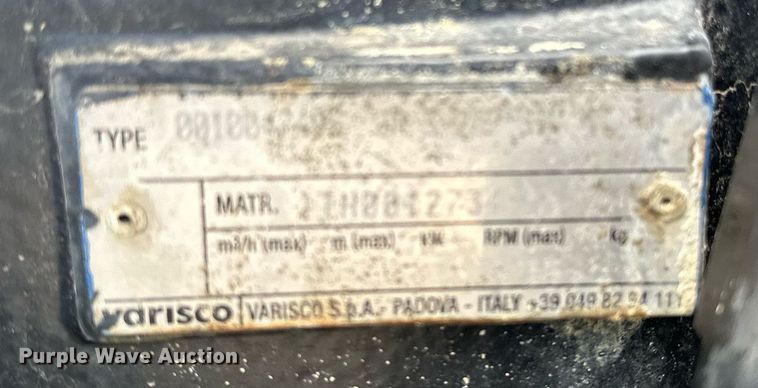 TYPE
MATR.
m3/h (max) m (max) kW RPM (max) kg
varisco VARISCO S.p.A. - PADOVA - ITALY +39 049 82 94 111
Purple Wave Auction